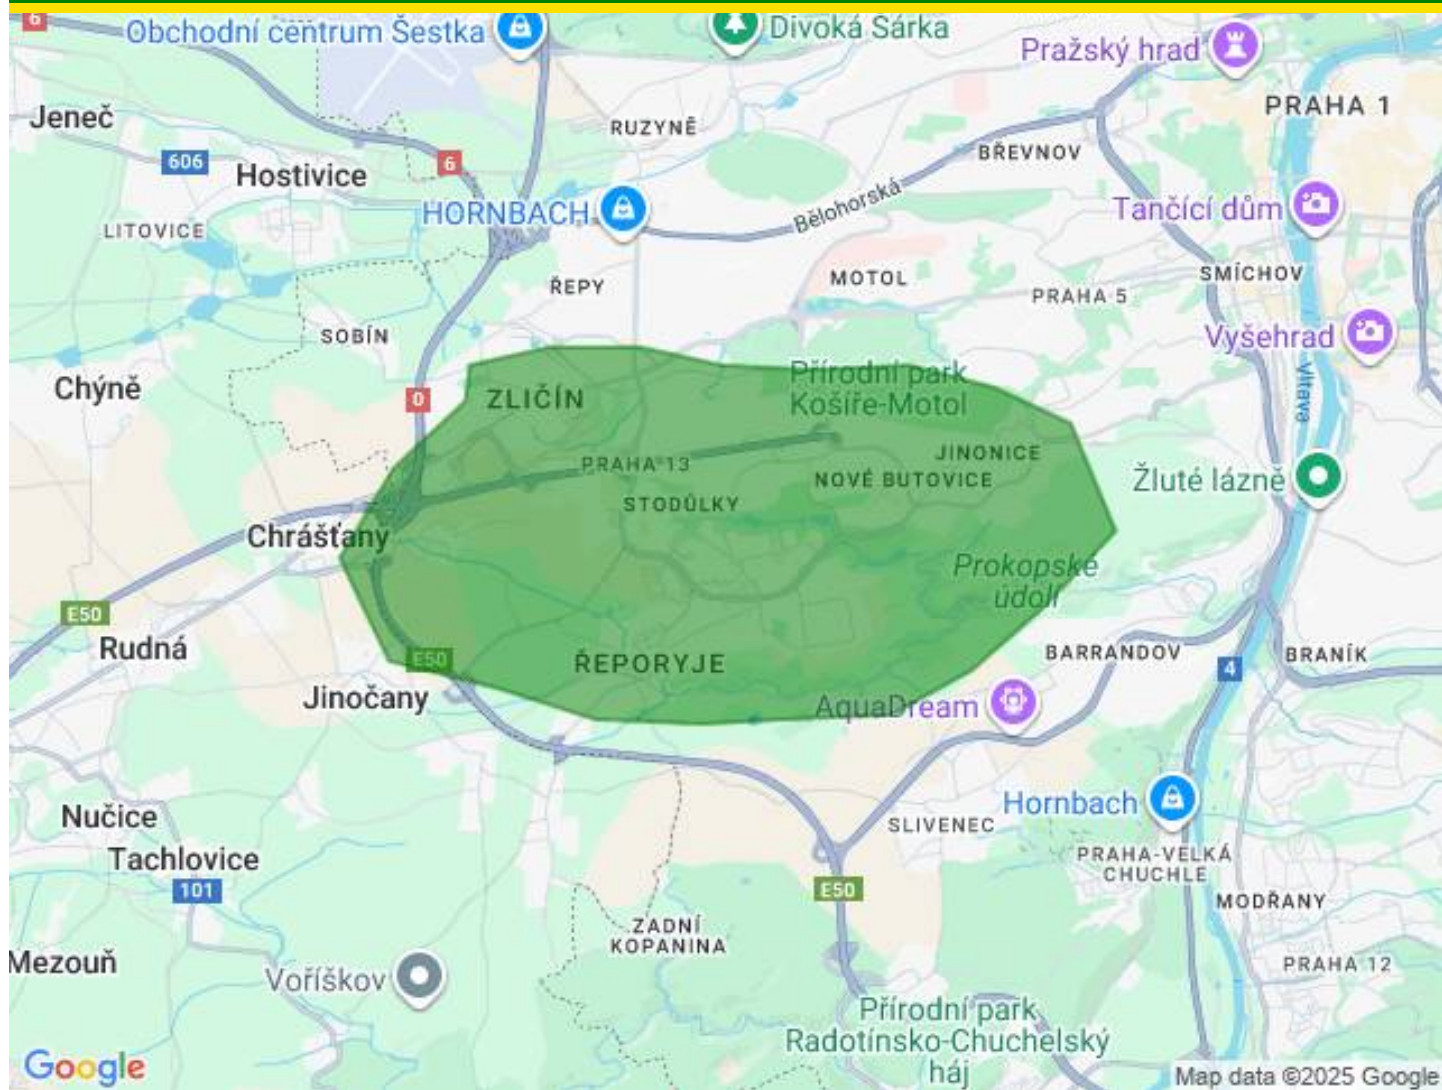 6
Obchodní centrum Šestka
Divoká Šárka
Pražský hrad
Jeneč
PRAHA 1
RUZYNĚ
606
6
BŘEVNOV
Hostivice
HORNBACH
Bělohorská
Tančící dům
LITOVICE
ŘEPY
MOTOL
SMÍCHOV
PRAHA 5
SOBÍN
Vyšehrad
Chýně
0
ZLIČÍN
Přírodní park
Košíře-Motol
Vltava
PRAHA 13
JINONICE
NOVÉ BUTOVICE
Žluté lázně
STODŮLKY
Chrášťany
Prokopské
údolí
E50
Rudná
E50
ŘEPORYJE
BARRANDOV
4
BRANÍK
Jinočany
AquaDream
Nučice
Hornbach
SLIVENEC
Tachlovice
PRAHA-VELKÁ
CHUCHLE
101
E50
MODŘANY
ZADNÍ
KOPANINA
Mezouň
PRAHA 12
Voříškov
Přírodní park
Radotínsko-Chuchelský
háj
Google
Map data ©2025 Google